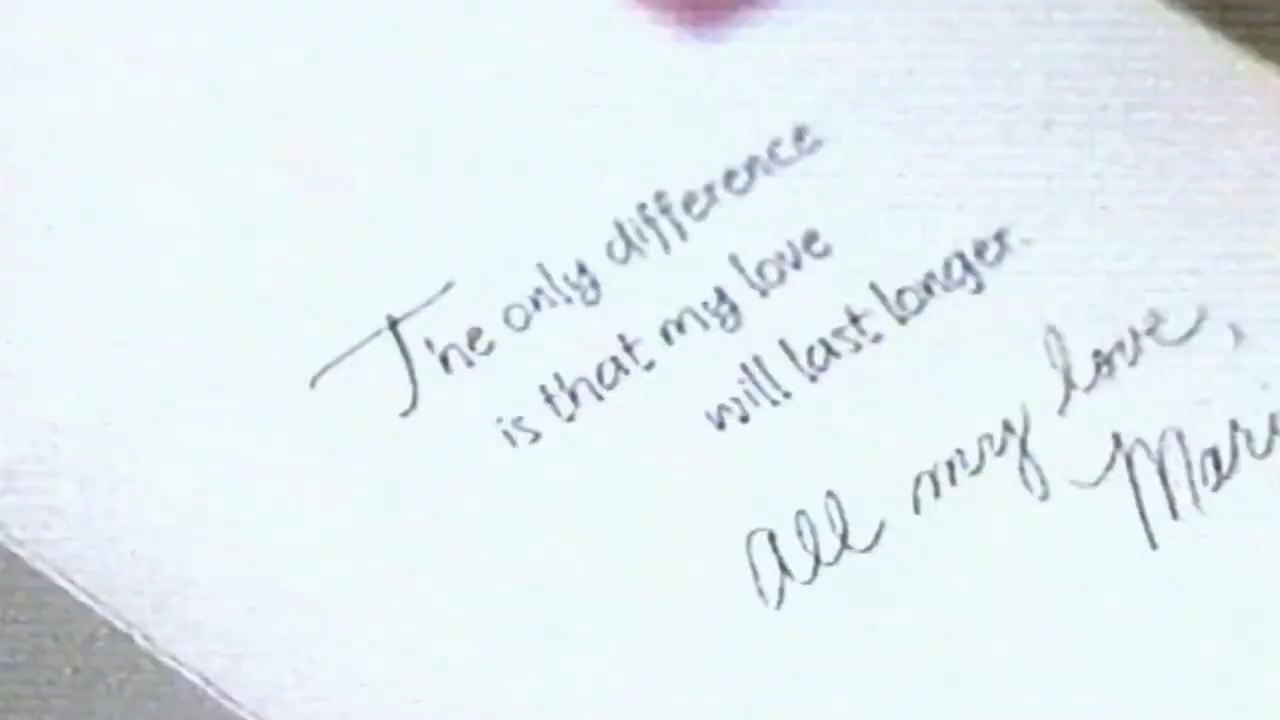 The only difference
is that my love
will last longer.
All my love,